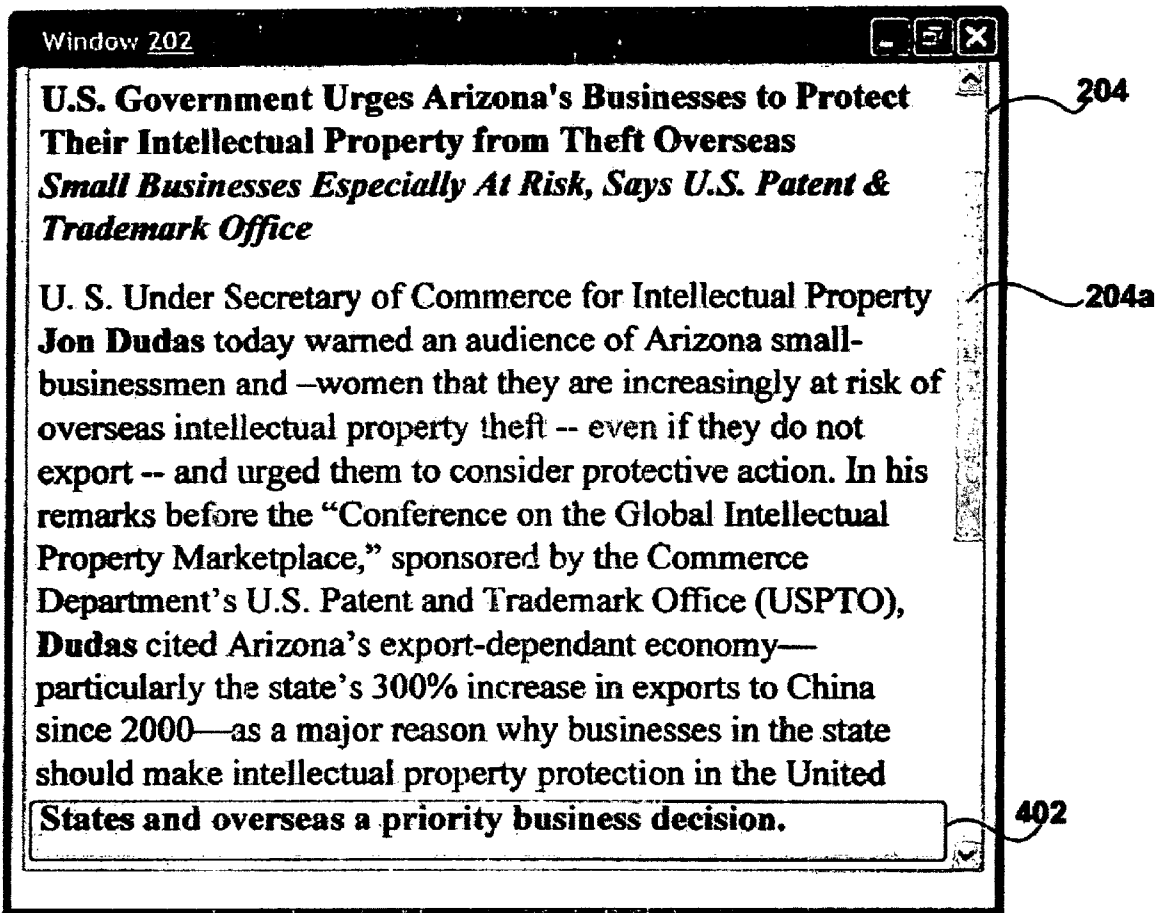 Window 202
U.S. Government Urges Arizona's Businesses to Protect
Their Intellectual Property from Theft Overseas
Small Businesses Especially At Risk, Says U.S. Patent &
Trademark Office
U. S. Under Secretary of Commerce for Intellectual Property
Jon Dudas today warned an audience of Arizona small-
businessmen and –women that they are increasingly at risk of
overseas intellectual property theft -- even if they do not
export -- and urged them to consider protective action. In his
remarks before the “Conference on the Global Intellectual
Property Marketplace,” sponsored by the Commerce
Department’s U.S. Patent and Trademark Office (USPTO),
Dudas cited Arizona’s export-dependant economy—
particularly the state’s 300% increase in exports to China
since 2000—as a major reason why businesses in the state
should make intellectual property protection in the United
States and overseas a priority business decision.
204
204a
402